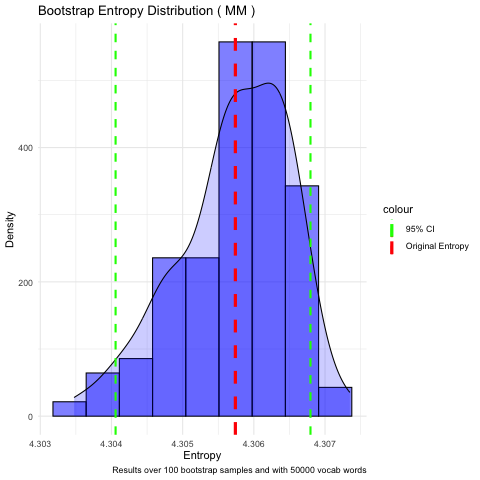 Bootstrap Entropy Distribution ( MM )
Density
400
200
0
4.303 4.304 4.305 4.306 4.307
Entropy
Results over 100 bootstrap samples and with 50000 vocab words
colour
95% CI
Original Entropy